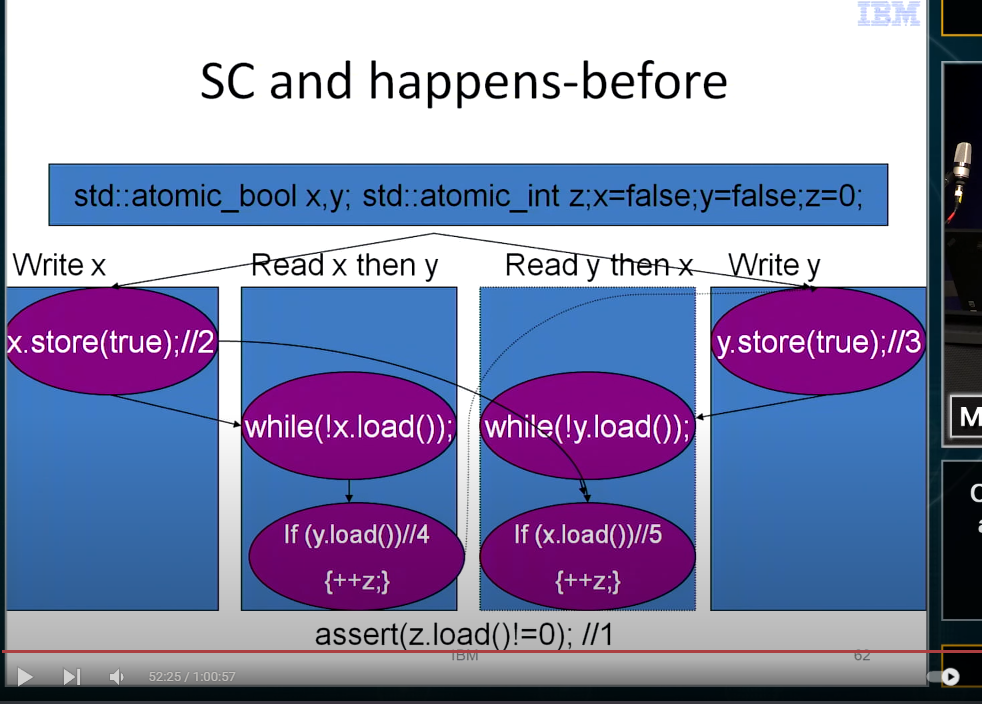 IBM
SC and happens-before
std::atomic_bool x,y; std::atomic_int z;x=false;y=false;z=0;
Write x
Read x then y
Read y then x
Write y
x.store(true);//2
y.store(true);//3
while(!x.load());
while(!y.load());
If (y.load())//4
{++z;}
If (x.load())//5
{++z;}
assert(z.load()!=0); //1
IBM
62
52:25 / 1:00:57
M